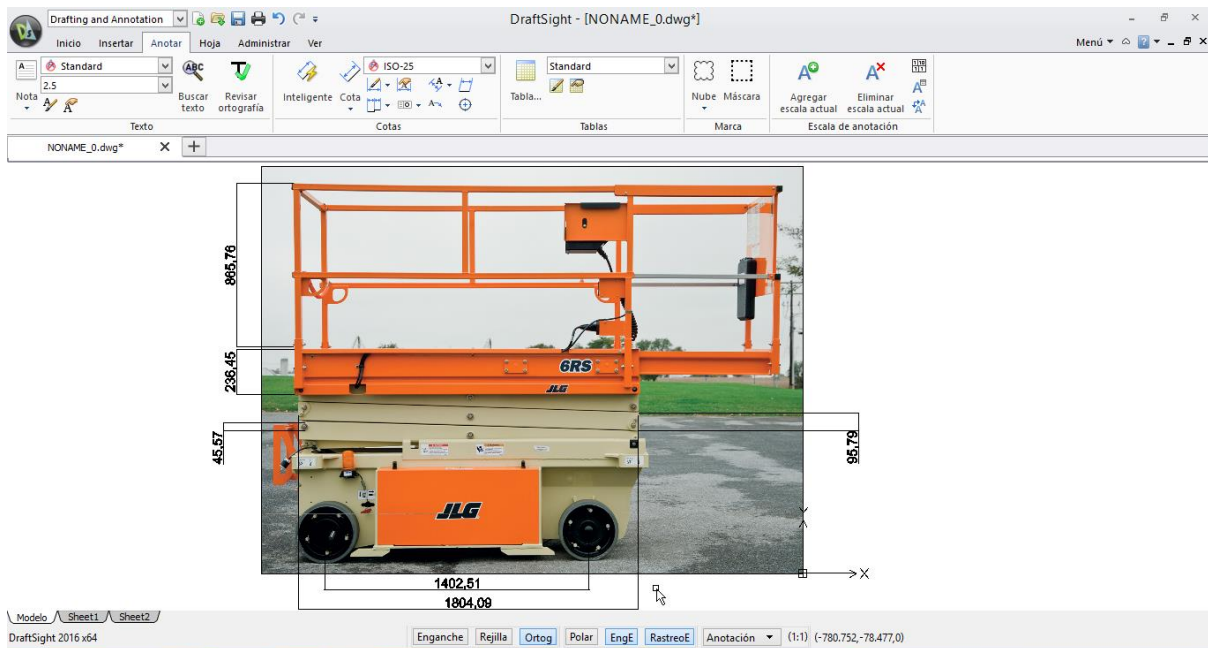 Drafting and Annotation
DraftSight - [NONAME_0.dwg*]
Inicio Insertar Anotar Hoja Administrar Ver
Menú
Standard
2.5
Nota
ABC
Buscar texto
Revisar ortografía
Texto
Inteligente
Cota
ISO-25
Cotas
Tabla...
Standard
Tablas
Nube
Máscara
Marca
Agregar escala actual
Eliminar escala actual
Escala de anotación
NONAME_0.dwg*
865,76
236,45
6RS
JLG
45,57
95,79
JLG
Y
X
1402,51
1804,09
Modelo Sheet1 Sheet2
DraftSight 2016 x64
Enganche Rejilla Ortog Polar EngE RastreoE Anotación (1:1) (-780.752,-78.477,0)